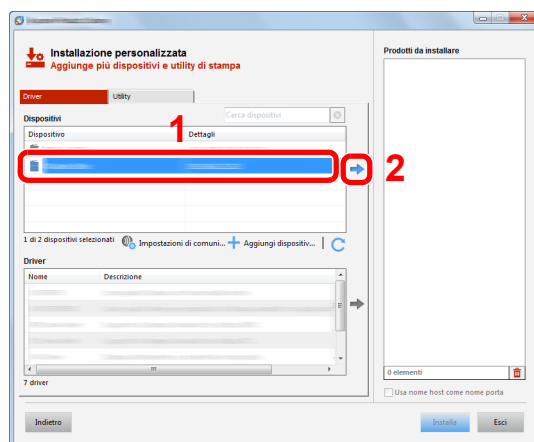 Installazione personalizzata
Aggiunge più dispositivi e utility di stampa
Prodotti da installare
Driver
Utility
Dispositivi
Cerca dispositivi
1
Dispositivo
Dettagli
2
1 di 2 dispositivi selezionati
Impostazioni di comuni...
Aggiungi dispositiv...
Driver
Nome
Descrizione
7 driver
0 elementi
Usa nome host come nome porta
Indietro
Installa
Esci